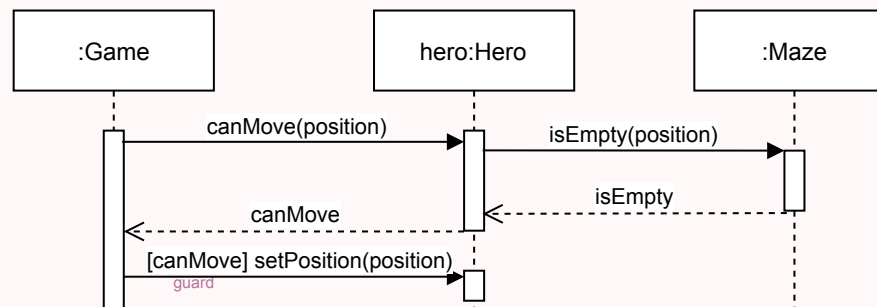 :Game
hero:Hero
:Maze
canMove(position)
isEmpty(position)
isEmpty
canMove
[canMove] setPosition(position)
guard